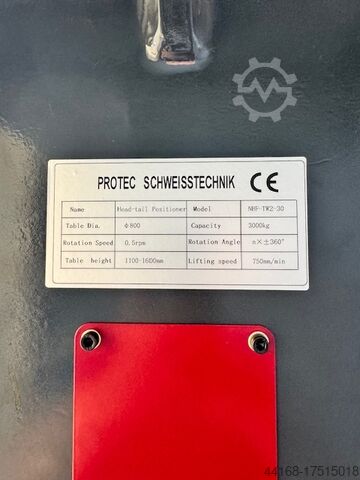 PROTEC SCHWEISSTECHNIK CE
Name Head-tail Positioner Model NHF-TW2-30
Table Dia. φ800 Capacity 3000kg
Rotation Speed 0.5rpm Rotation Angle n×±360°
Table height 1100-1600mm Lifting speed 750mm/min
44168-17515018